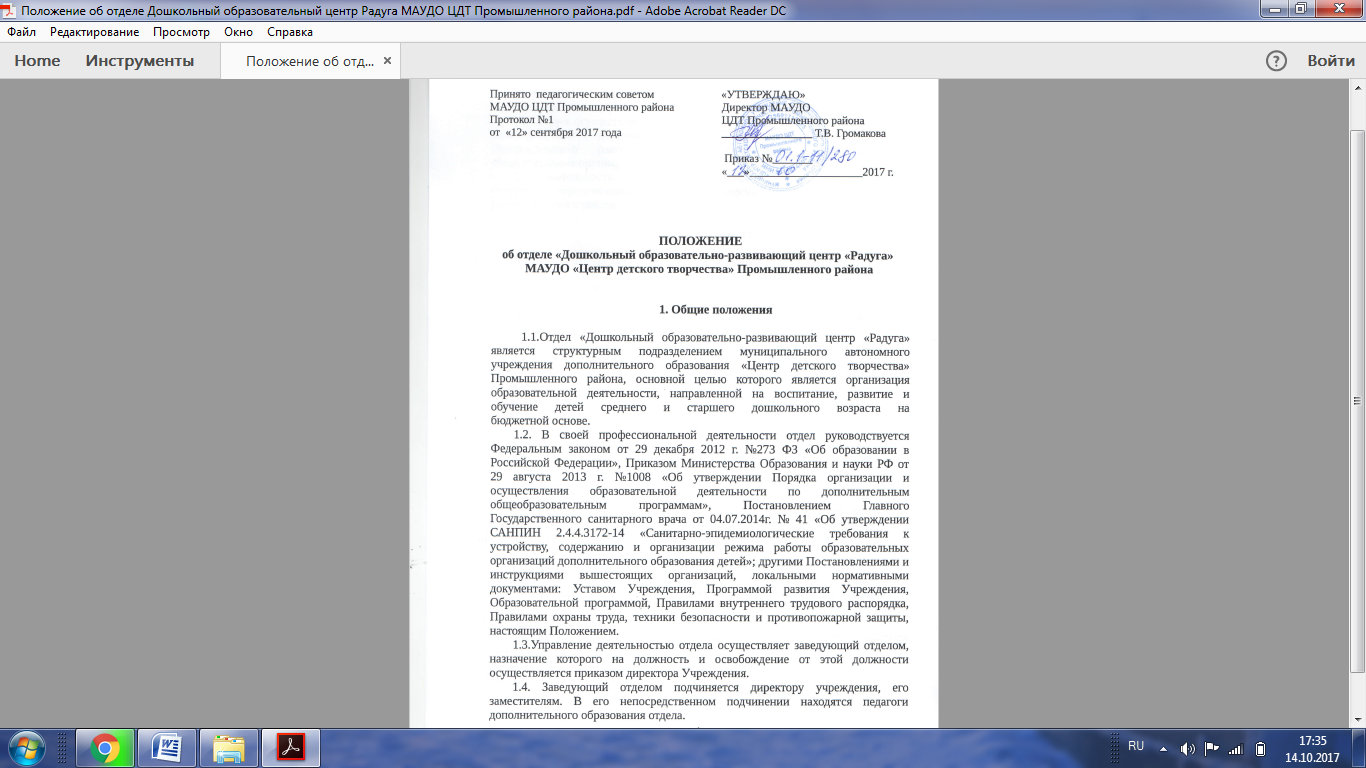 Положение об отделе Дошкольный образовательный центр Радуга МАУДО ЦДТ Промышленного района.pdf - Adobe Acrobat Reader DC
Файл Редактирование Просмотр Окно Справка
Home Инструменты Положение об отд... × ? Войти
Принято педагогическим советом
МАУДО ЦДТ Промышленного района
Протокол №1
от «12» сентября 2017 года
«УТВЕРЖДАЮ»
Директор МАУДО
ЦДТ Промышленного района
Т.В. Громакова
Приказ № 01.1-11/280
«12» 10 2017 г.
ПОЛОЖЕНИЕ
об отделе «Дошкольный образовательно-развивающий центр «Радуга»
МАУДО «Центр детского творчества» Промышленного района
1. Общие положения
1.1.Отдел «Дошкольный образовательно-развивающий центр «Радуга»
является структурным подразделением муниципального автономного
учреждения дополнительного образования «Центр детского творчества»
Промышленного района, основной целью которого является организация
образовательной деятельности, направленной на воспитание, развитие и
обучение детей среднего и старшего дошкольного возраста на
бюджетной основе.
1.2. В своей профессиональной деятельности отдел руководствуется
Федеральным законом от 29 декабря 2012 г. №273 ФЗ «Об образовании в
Российской Федерации», Приказом Министерства Образования и науки РФ от
29 августа 2013 г. №1008 «Об утверждении Порядка организации и
осуществления образовательной деятельности по дополнительным
общеобразовательным программам», Постановлением Главного
Государственного санитарного врача от 04.07.2014г. № 41 «Об утверждении
САНПИН 2.4.4.3172-14 «Санитарно-эпидемиологические требования к
устройству, содержанию и организации режима работы образовательных
организаций дополнительного образования детей»; другими Постановлениями и
инструкциями вышестоящих организаций, локальными нормативными
документами: Уставом Учреждения, Программой развития Учреждения,
Образовательной программой, Правилами внутреннего трудового распорядка,
Правилами охраны труда, техники безопасности и противопожарной защиты,
настоящим Положением.
1.3.Управление деятельностью отдела осуществляет заведующий отделом,
назначение которого на должность и освобождение от этой должности
осуществляется приказом директора Учреждения.
1.4. Заведующий отделом подчиняется директору учреждения, его
заместителям. В его непосредственном подчинении находятся педагоги
дополнительного образования отдела.
RU
17:35
14.10.2017